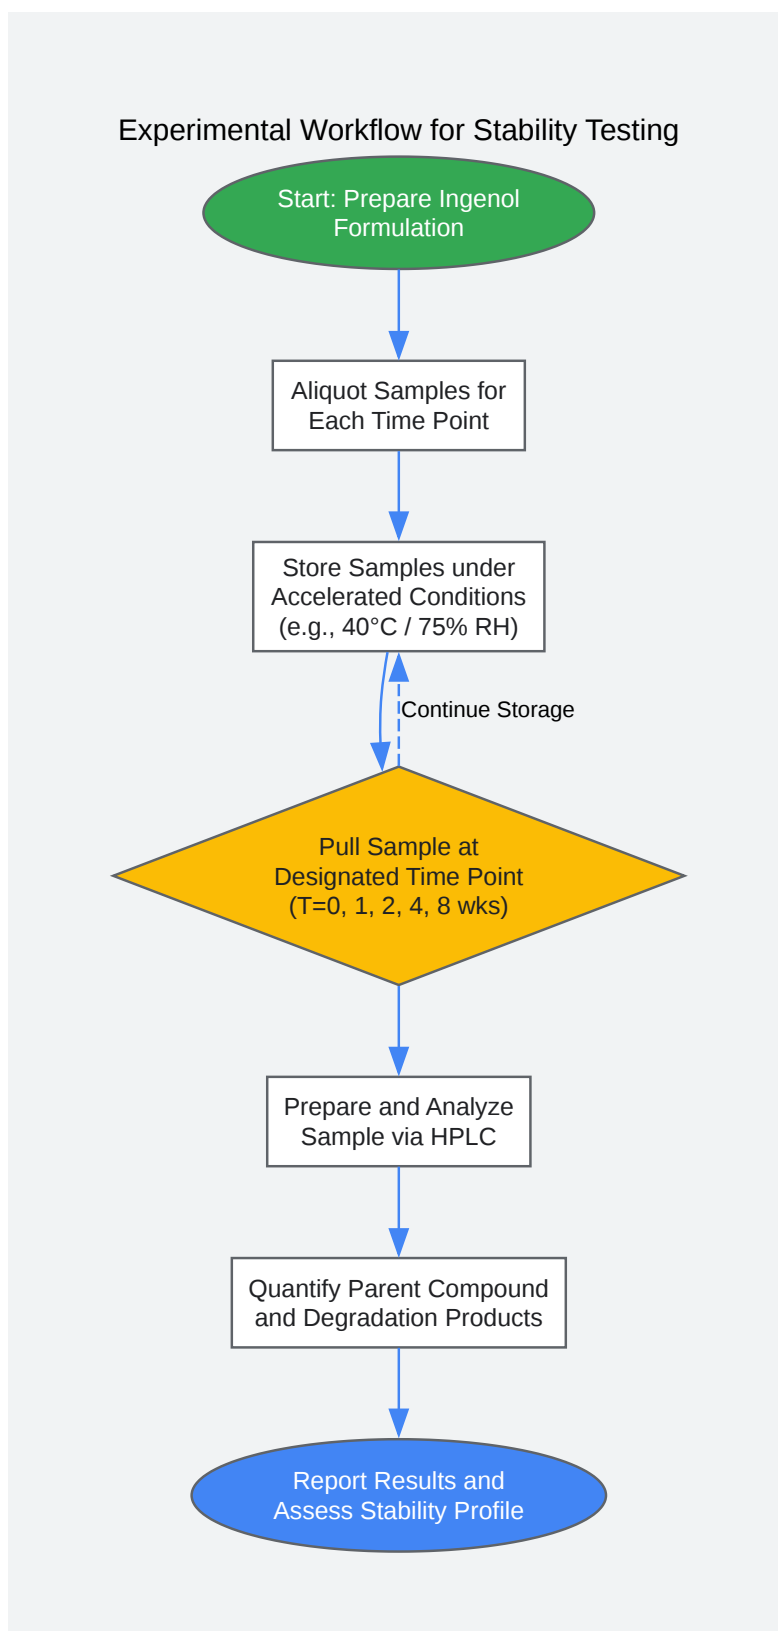 Experimental Workflow for Stability Testing
Start: Prepare Ingenol
Formulation
Aliquot Samples for
Each Time Point
Store Samples under
Accelerated Conditions
(e.g., 40°C / 75% RH)
Continue Storage
Pull Sample at
Designated Time Point
(T=0, 1, 2, 4, 8 wks)
Prepare and Analyze
Sample via HPLC
Quantify Parent Compound
and Degradation Products
Report Results and
Assess Stability Profile